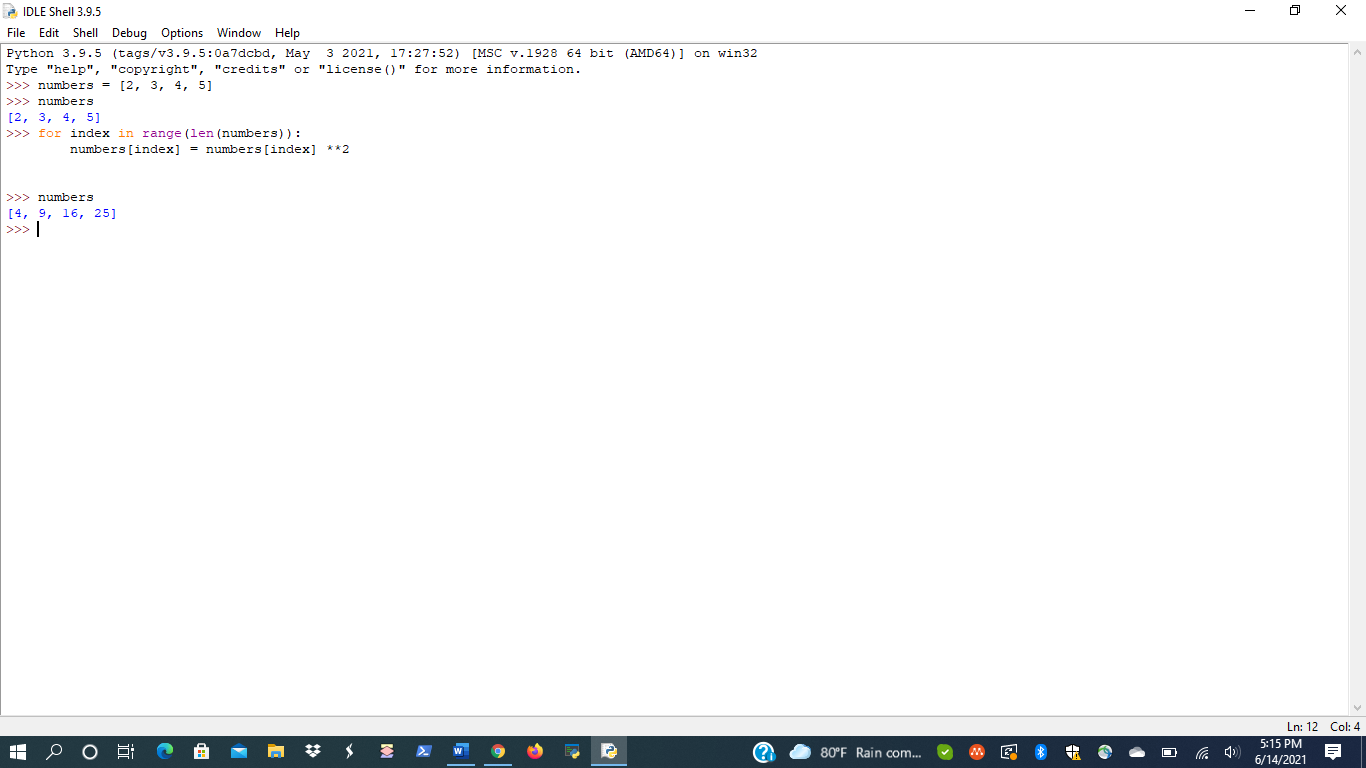 IDLE Shell 3.9.5
File Edit Shell Debug Options Window Help
Python 3.9.5 (tags/v3.9.5:0a7dcbd, May  3 2021, 17:27:52) [MSC v.1928 64 bit (AMD64)] on win32
Type "help", "copyright", "credits" or "license()" for more information.
>>> numbers = [2, 3, 4, 5]
>>> numbers
[2, 3, 4, 5]
>>> for index in range(len(numbers)):
        numbers[index] = numbers[index] **2
>>> numbers
[4, 9, 16, 25]
>>>
Ln: 12 Col: 4
80°F Rain com...
5:15 PM
6/14/2021